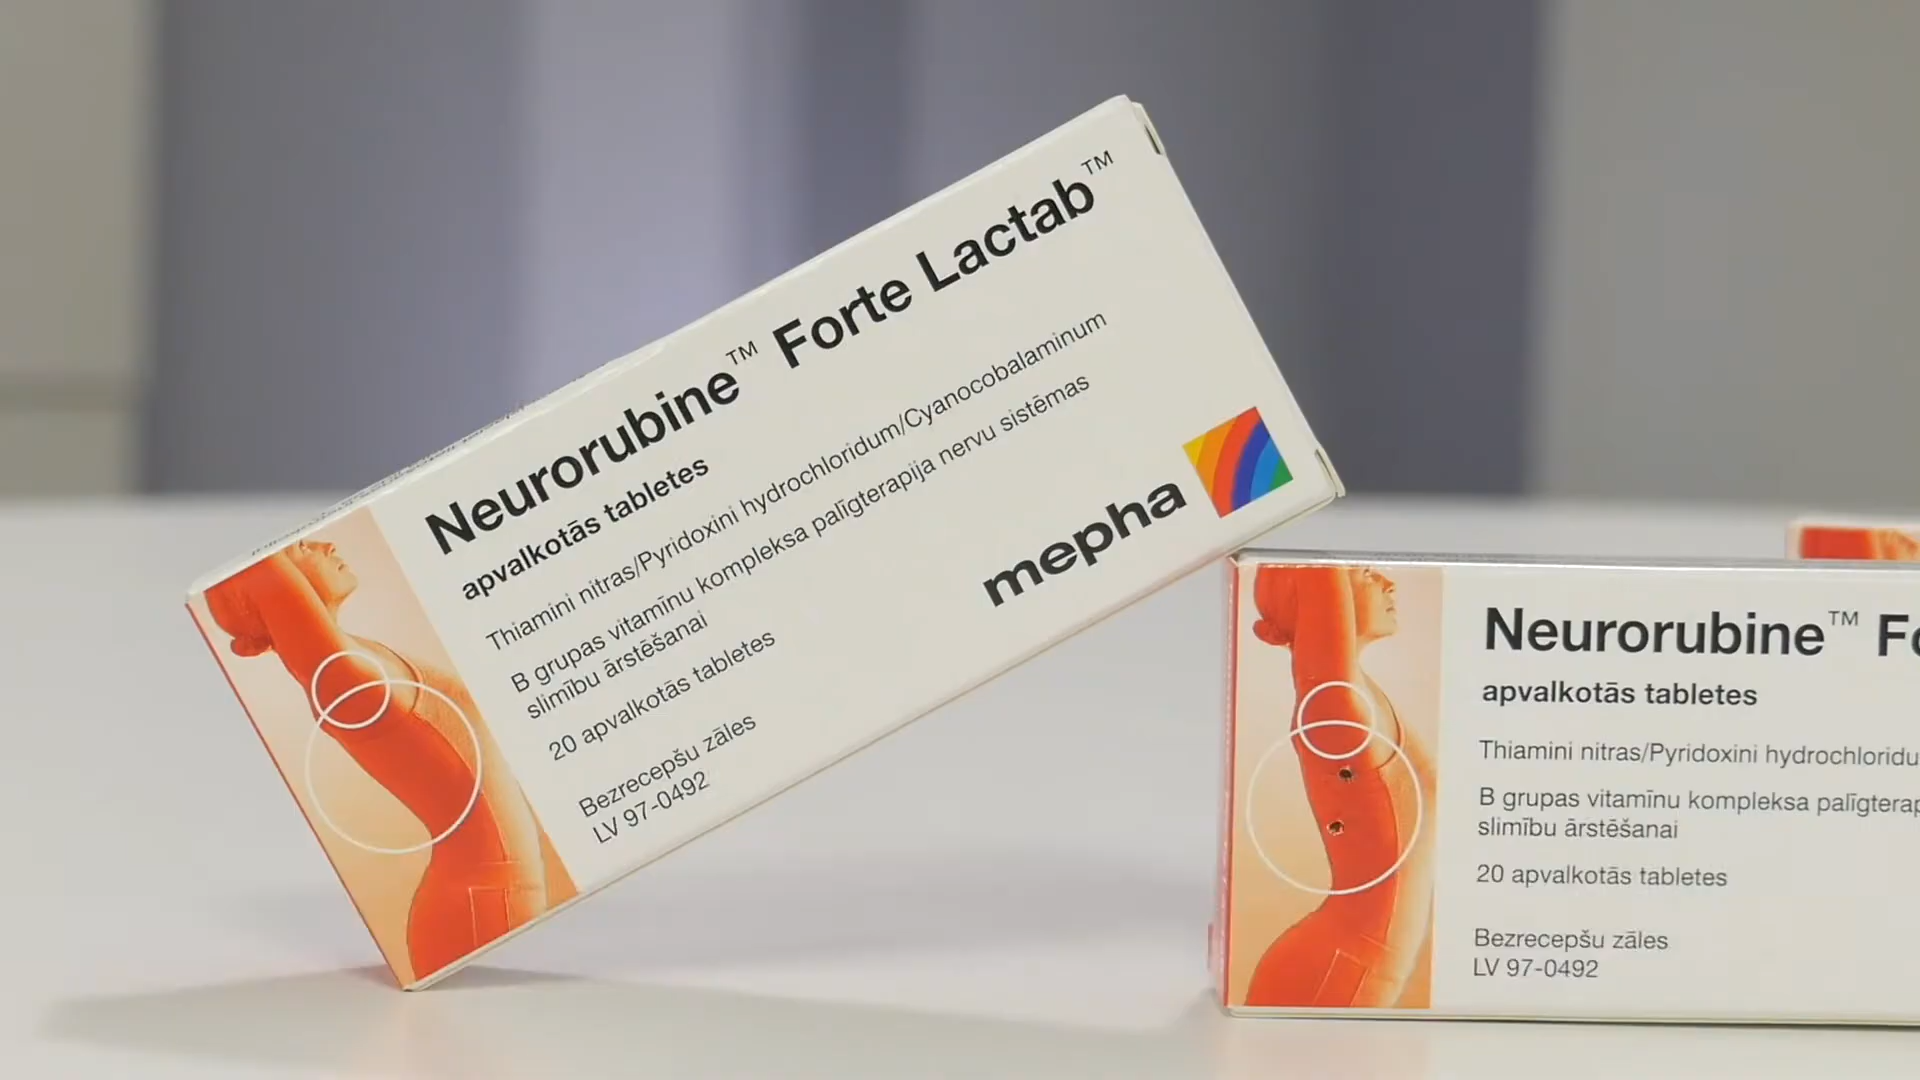 Neurorubine™ Forte Lactab™
apvalkotās tabletes
Thiamini nitras/Pyridoxini hydrochloridum/Cyanocobalaminum
B grupas vitamīnu kompleksa palīgterapija nervu sistēmas
slimību ārstēšanai
20 apvalkotās tabletes
Bezrecepšu zāles
LV 97-0492
mepha
Neurorubine™ Fo
apvalkotās tabletes
Thiamini nitras/Pyridoxini hydrochloridu
B grupas vitamīnu kompleksa palīgterap
slimību ārstēšanai
20 apvalkotās tabletes
Bezrecepšu zāles
LV 97-0492